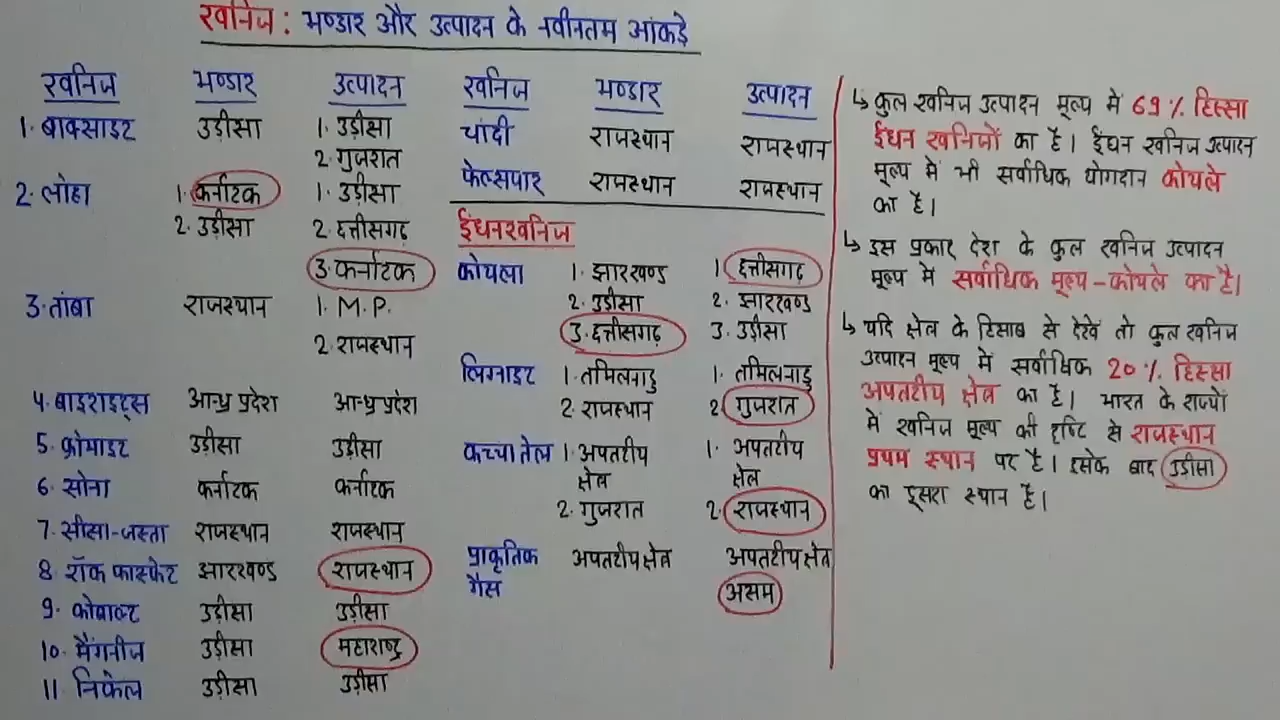 खनिज : भण्डार और उत्पादन के नवीनतम आंकड़े
खनिज भण्डार उत्पादन
1. बाक्साइट उड़ीसा 1. उड़ीसा
2. गुजरात
2. लोहा 1. कर्नाटक 1. उड़ीसा
2. उड़ीसा 2. छत्तीसगढ़
3. कर्नाटक
3. तांबा राजस्थान 1. M.P.
2. राजस्थान
4. बाइराइट्स आन्ध्र प्रदेश आन्ध्र प्रदेश
5. क्रोमाइट उड़ीसा उड़ीसा
6. सोना कर्नाटक कर्नाटक
7. सीसा-जस्ता राजस्थान राजस्थान
8. रॉक फास्फेट झारखण्ड राजस्थान
9. कोबाल्ट उड़ीसा उड़ीसा
10. मैंगनीज उड़ीसा महाराष्ट्र
11. निकेल उड़ीसा उड़ीसा
खनिज भण्डार उत्पादन
चांदी राजस्थान राजस्थान
फेल्सपार राजस्थान राजस्थान
ईंधन खनिज
कोयला 1. झारखण्ड 1. छत्तीसगढ़
2. उड़ीसा 2. झारखण्ड
3. छत्तीसगढ़ 3. उड़ीसा
लिग्नाइट 1. तमिलनाडु 1. तमिलनाडु
2. राजस्थान 2. गुजरात
कच्चा तेल 1. अपतटीय 1. अपतटीय
क्षेत्र क्षेत्र
2. गुजरात 2. राजस्थान
प्राकृतिक अपतटीय क्षेत्र अपतटीय क्षेत्र
गैस असम
↳ कुल खनिज उत्पादन मूल्य में 69% हिस्सा
ईंधन खनिजों का है। ईंधन खनिज उत्पादन
मूल्य में भी सर्वाधिक योगदान कोयले
का है।
↳ इस प्रकार देश के कुल खनिज उत्पादन
मूल्य में सर्वाधिक मूल्य - कोयले का है।
↳ यदि क्षेत्र के हिसाब से देखें तो कुल खनिज
उत्पादन मूल्य में सर्वाधिक 20% हिस्सा
अपतटीय क्षेत्र का है। भारत के राज्यों
में खनिज मूल्य की दृष्टि से राजस्थान
प्रथम स्थान पर है। इसके बाद उड़ीसा
का दूसरा स्थान है।